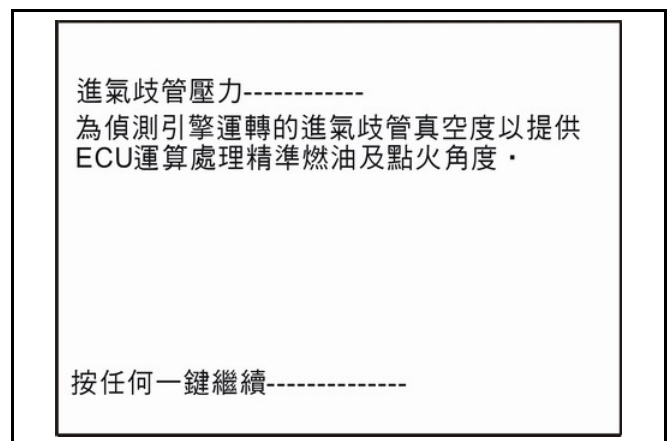 進氣歧管壓力------------
為偵測引擎運轉的進氣歧管真空度以提供
ECU運算處理精準燃油及點火角度．
按任何一鍵繼續--------------